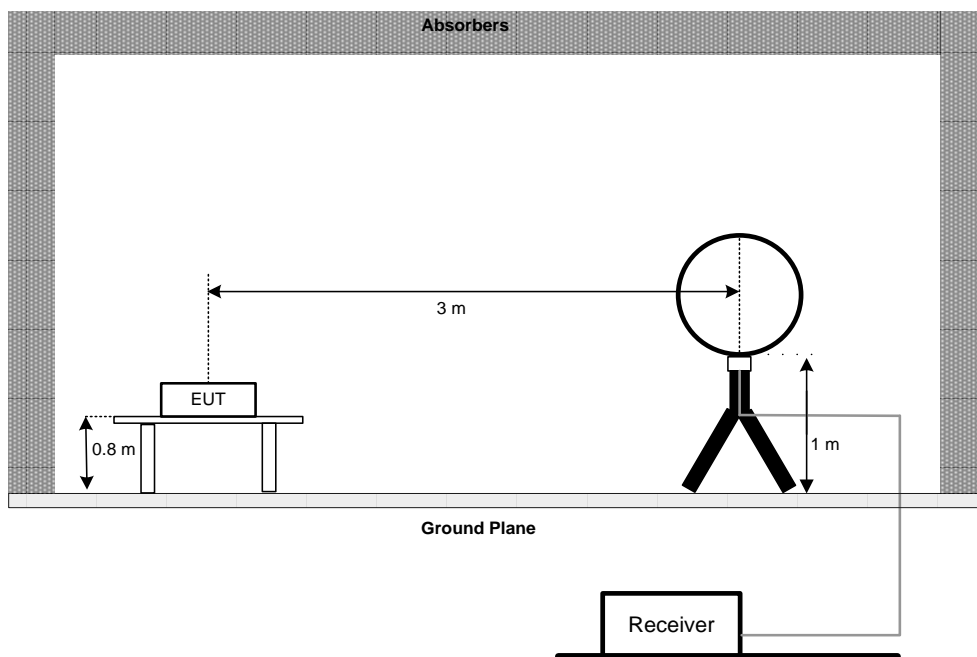 Absorbers
3 m
EUT
0.8 m
1 m
Ground Plane
Receiver